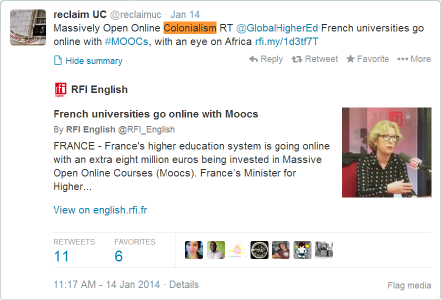 reclaim UC @reclaimuc · Jan 14
Massively Open Online Colonialism RT @GlobalHigherEd French universities go
online with #MOOCs, with an eye on Africa rfi.my/1d3tf7T
Hide summary Reply Retweet Favorite More
rfi RFI English
French universities go online with Moocs
By RFI English @RFI_English
FRANCE - France's higher education system is going online
with an extra eight million euros being invested in Massive
Open Online Courses (Moocs). France's Minister for
Higher...
View on english.rfi.fr
RETWEETS FAVORITES
11 6
11:17 AM - 14 Jan 2014 · Details Flag media